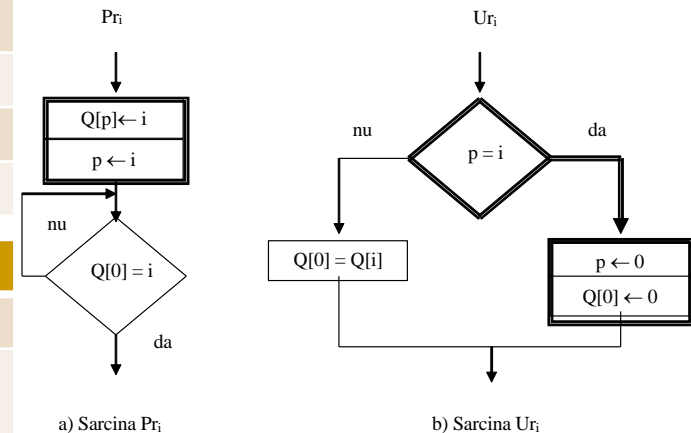 Prᵢ
Q[p]← i
p ← i
nu
Q[0] = i
da
a) Sarcina Prᵢ
Urᵢ
nu
da
p = i
Q[0] = Q[i]
p ← 0
Q[0] ← 0
b) Sarcina Urᵢ